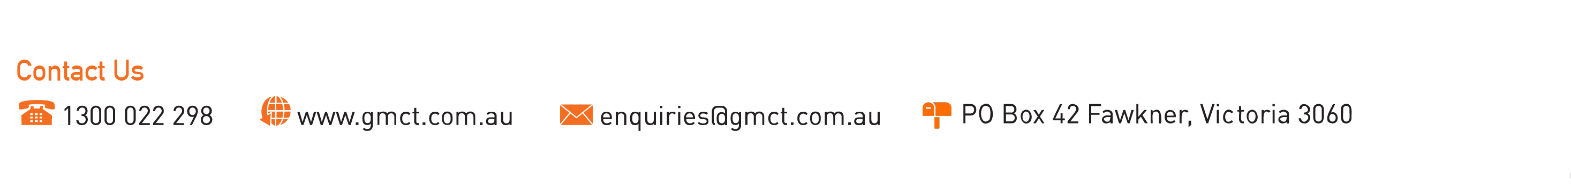 Contact Us
1300 022 298 www.gmct.com.au enquiries@gmct.com.au PO Box 42 Fawkner, Victoria 3060